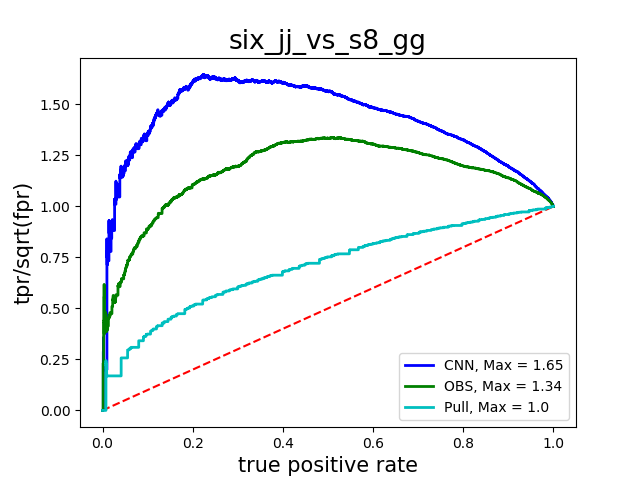 six_jj_vs_s8_gg
tpr/sqrt(fpr)
1.50
1.25
1.00
0.75
0.50
0.25
0.00
CNN, Max = 1.65
OBS, Max = 1.34
Pull, Max = 1.0
0.0 0.2 0.4 0.6 0.8 1.0
true positive rate